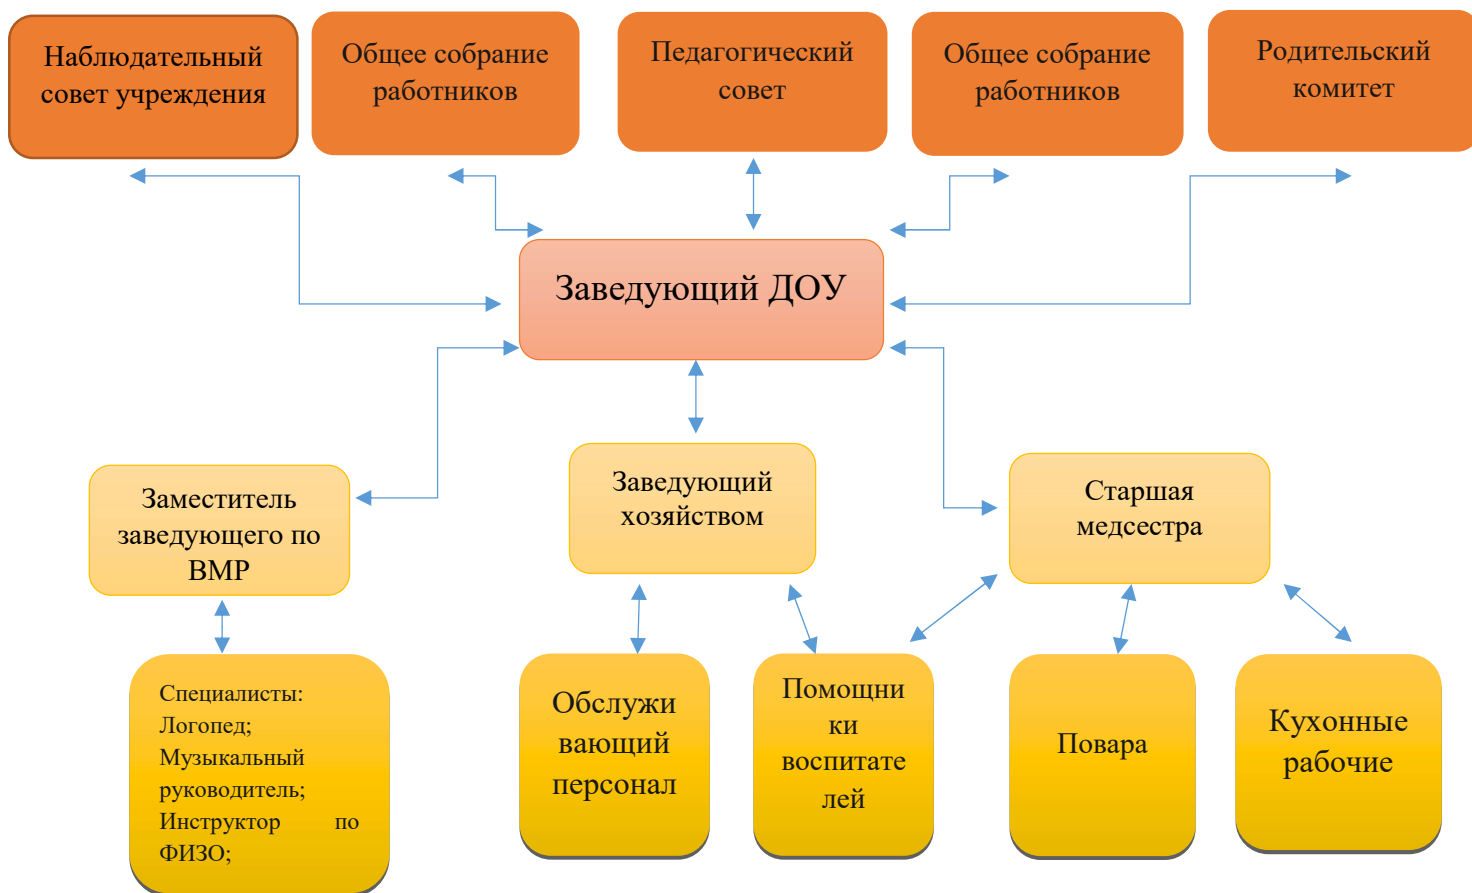 Наблюдательный
совет учреждения
Общее собрание
работников
Педагогический
совет
Общее собрание
работников
Родительский
комитет
Заведующий ДОУ
Заместитель
заведующего по
ВМР
Заведующий
хозяйством
Старшая
медсестра
Специалисты:
Логопед;
Музыкальный
руководитель;
Инструктор по
ФИЗО;
Обслужи
вающий
персонал
Помощни
ки
воспитате
лей
Повара
Кухонные
рабочие